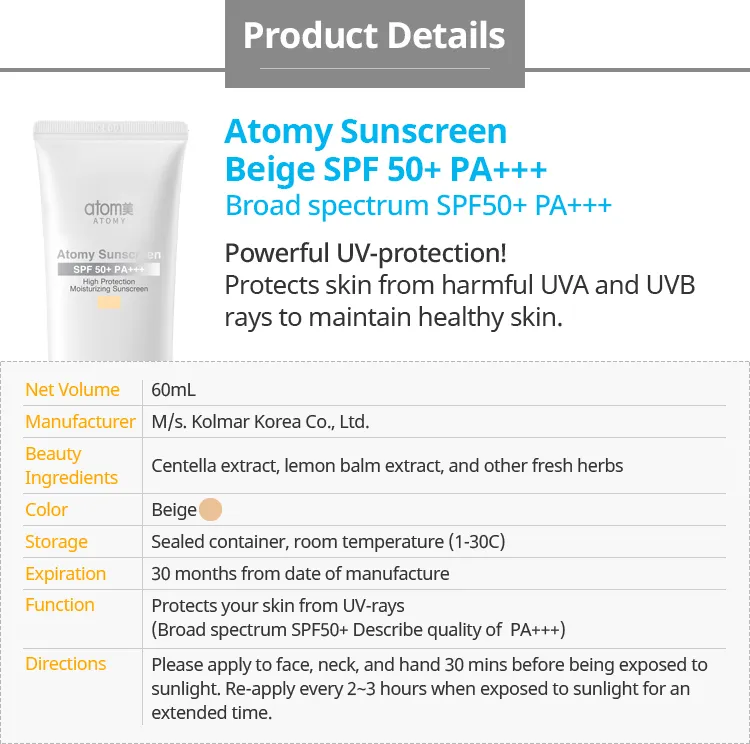 Product Details
Atomy Sunscreen
Beige SPF 50+ PA+++
Broad spectrum SPF50+ PA+++
atom美
ATOMY
Atomy Sunscreen
SPF 50+ PA+++
High Protection
Moisturizing Sunscreen
Powerful UV-protection!
Protects skin from harmful UVA and UVB
rays to maintain healthy skin.
Net Volume 60mL
Manufacturer M/s. Kolmar Korea Co., Ltd.
Beauty
Ingredients Centella extract, lemon balm extract, and other fresh herbs
Color Beige
Storage Sealed container, room temperature (1-30C)
Expiration 30 months from date of manufacture
Function Protects your skin from UV-rays
(Broad spectrum SPF50+ Describe quality of PA+++)
Directions Please apply to face, neck, and hand 30 mins before being exposed to
sunlight. Re-apply every 2~3 hours when exposed to sunlight for an
extended time.